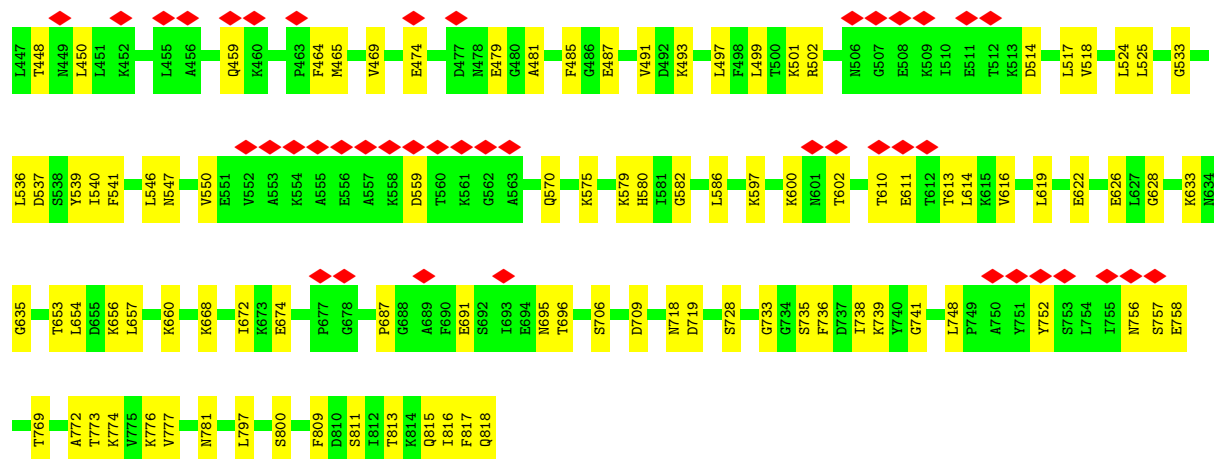 L447 T448 N449 L450 L451 K452 L455 A456 Q459 K460 P463 F464 M465 V469 E474 D477 N478 E479 G480 A481 F485 G486 E487 V491 D492 K493 L497 F498 L499 T500 K501 R502 N506 G507 E508 K509 I510 E511 T512 K513 D514 L517 V518 L524 L525 G533
L536 D537 S538 Y539 I540 F541 L546 N547 V550 E551 V552 A553 K554 A555 E556 A557 K558 D559 T560 K561 G562 A563 Q570 K575 K579 H580 I581 G582 L586 K597 K600 N601 T602 T610 E611 T612 T613 L614 K615 V616 L619 E622 E626 L627 G628 K633 N634
G635 T653 L654 D655 K656 L657 K660 K668 I672 K673 E674 P677 G678 P687 G688 A689 F690 E691 S692 I693 E694 N695 T696 S706 D709 N718 D719 S728 G733 G734 S735 F736 D737 I738 K739 Y740 G741 L748 P749 A750 Y751 Y752 S753 L754 I755 N756 S757 E758
T769 A772 T773 K774 V775 K776 V777 N781 L797 S800 F809 D810 S811 I812 T813 K814 Q815 I816 F817 Q818